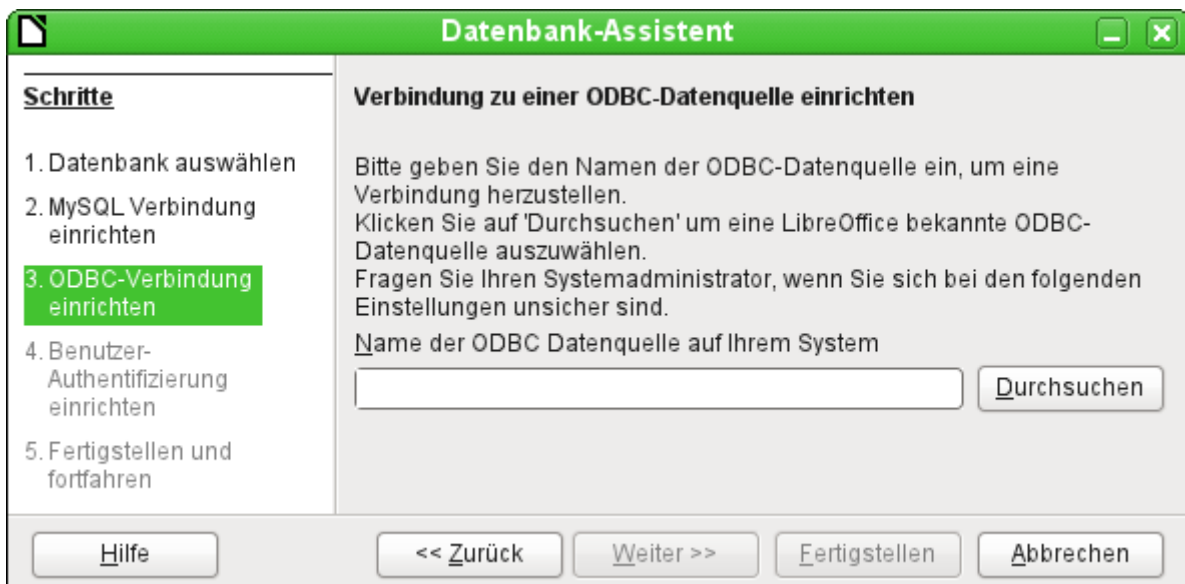 Datenbank-Assistent
Schritte
1. Datenbank auswählen
2. MySQL Verbindung
einrichten
3. ODBC-Verbindung
einrichten
4. Benutzer-
Authentifizierung
einrichten
5. Fertigstellen und
fortfahren
Verbindung zu einer ODBC-Datenquelle einrichten
Bitte geben Sie den Namen der ODBC-Datenquelle ein, um eine
Verbindung herzustellen.
Klicken Sie auf 'Durchsuchen' um eine LibreOffice bekannte ODBC-
Datenquelle auszuwählen.
Fragen Sie Ihren Systemadministrator, wenn Sie sich bei den folgenden
Einstellungen unsicher sind.
Name der ODBC Datenquelle auf Ihrem System
Durchsuchen
Hilfe
<< Zurück
Weiter >>
Fertigstellen
Abbrechen